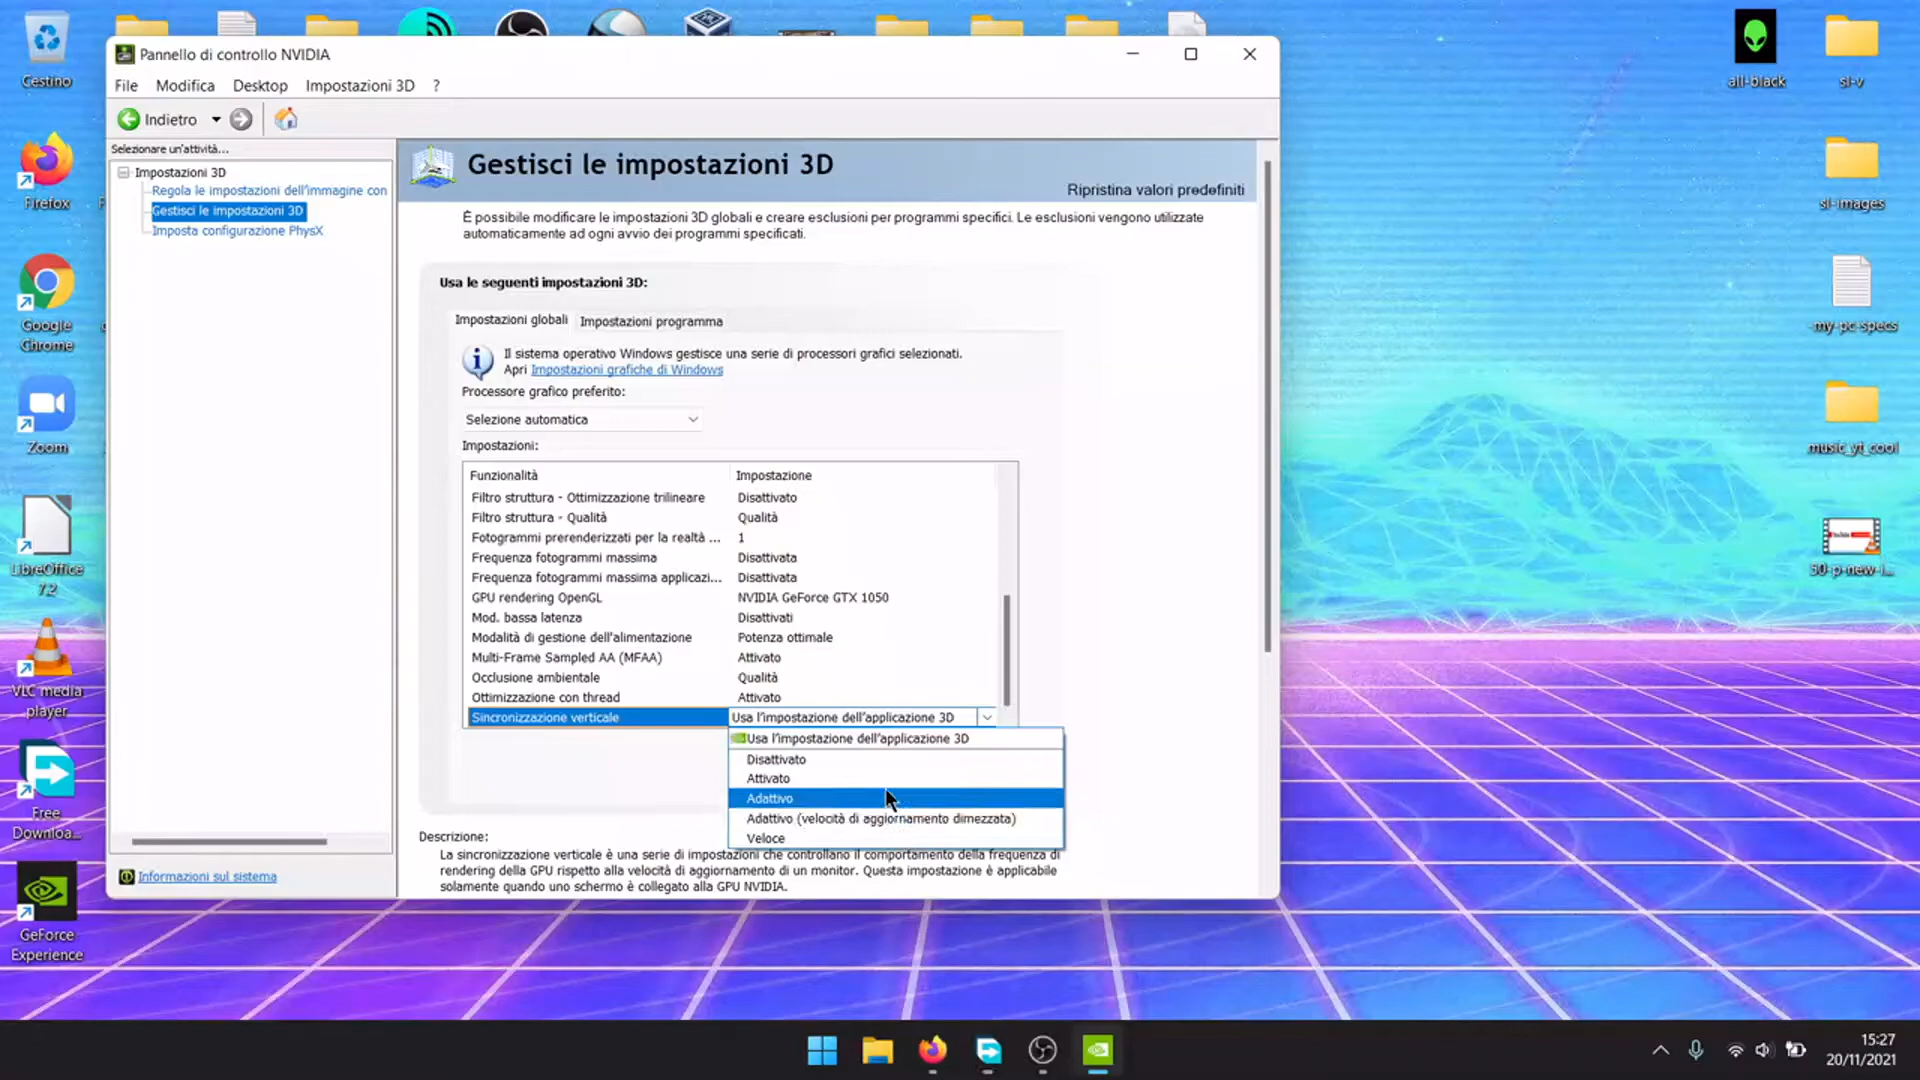 Pannello di controllo NVIDIA
File Modifica Desktop Impostazioni 3D ?
Indietro
Selezionare un'attività...
Impostazioni 3D
Regola le impostazioni dell'immagine con
Gestisci le impostazioni 3D
Imposta configurazione PhysX
Informazioni sul sistema
Gestisci le impostazioni 3D
Ripristina valori predefiniti
È possibile modificare le impostazioni 3D globali e creare esclusioni per programmi specifici. Le esclusioni vengono utilizzate
automaticamente ad ogni avvio dei programmi specificati.
Usa le seguenti impostazioni 3D:
Impostazioni globali Impostazioni programma
Il sistema operativo Windows gestisce una serie di processori grafici selezionati.
Apri Impostazioni grafiche di Windows
Processore grafico preferito:
Selezione automatica
Impostazioni:
Funzionalità Impostazione
Filtro struttura - Ottimizzazione trilineare Disattivato
Filtro struttura - Qualità Qualità
Fotogrammi prerenderizzati per la realtà ... 1
Frequenza fotogrammi massima Disattivata
Frequenza fotogrammi massima applicazi... Disattivata
GPU rendering OpenGL NVIDIA GeForce GTX 1050
Mod. bassa latenza Disattivati
Modalità di gestione dell'alimentazione Potenza ottimale
Multi-Frame Sampled AA (MFAA) Attivato
Occlusione ambientale Qualità
Ottimizzazione con thread Attivato
Sincronizzazione verticale Usa l'impostazione dell'applicazione 3D
Usa l'impostazione dell'applicazione 3D
Disattivato
Attivato
Adattivo
Adattivo (velocità di aggiornamento dimezzata)
Veloce
Descrizione:
La sincronizzazione verticale è una serie di impostazioni che controllano il comportamento della frequenza di
rendering della GPU rispetto alla velocità di aggiornamento di un monitor. Questa impostazione è applicabile
solamente quando uno schermo è collegato alla GPU NVIDIA.
Cestino
Firefox
Google
Chrome
Zoom
LibreOffice
7.2
VLC media
player
Free
Downloa...
GeForce
Experience
all-black
sl-v
sl-images
my-pc-specs
music_yt_cool
50-p-new-i...
15:27
20/11/2021